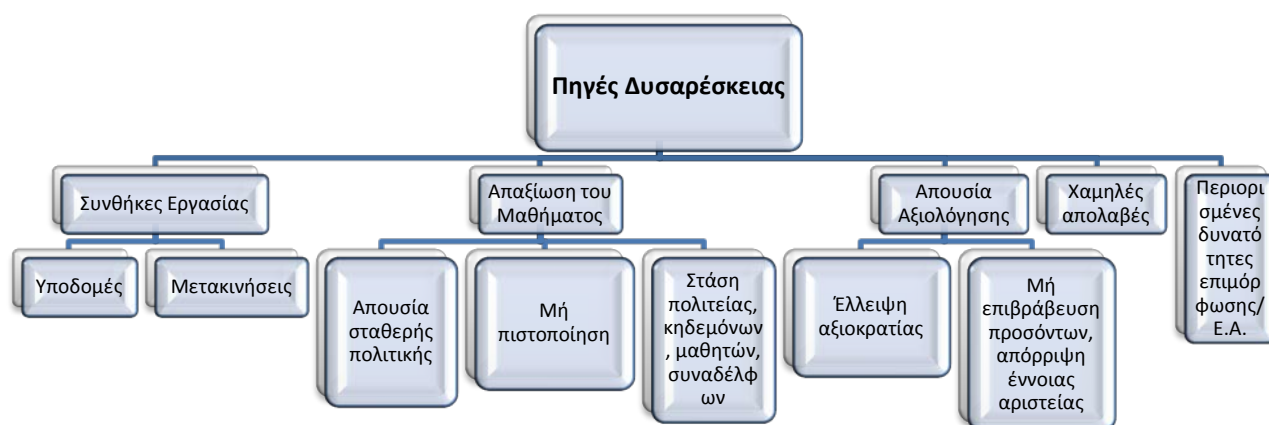 Πηγές Δυσαρέσκειας
Συνθήκες Εργασίας
Υποδομές
Μετακινήσεις
Απαξίωση του
Μαθήματος
Απουσία
σταθερής
πολιτικής
Μή
πιστοποίηση
Στάση
πολιτείας,
κηδεμόνων
, μαθητών,
συναδέλφ
ων
Απουσία
Αξιολόγησης
Έλλειψη
αξιοκρατίας
Μή
επιβράβευση
προσόντων,
απόρριψη
έννοιας
αριστείας
Χαμηλές
απολαβές
Περιορι
σμένες
δυνατό
τητες
επιμόρ
φωσης/
Ε.Α.